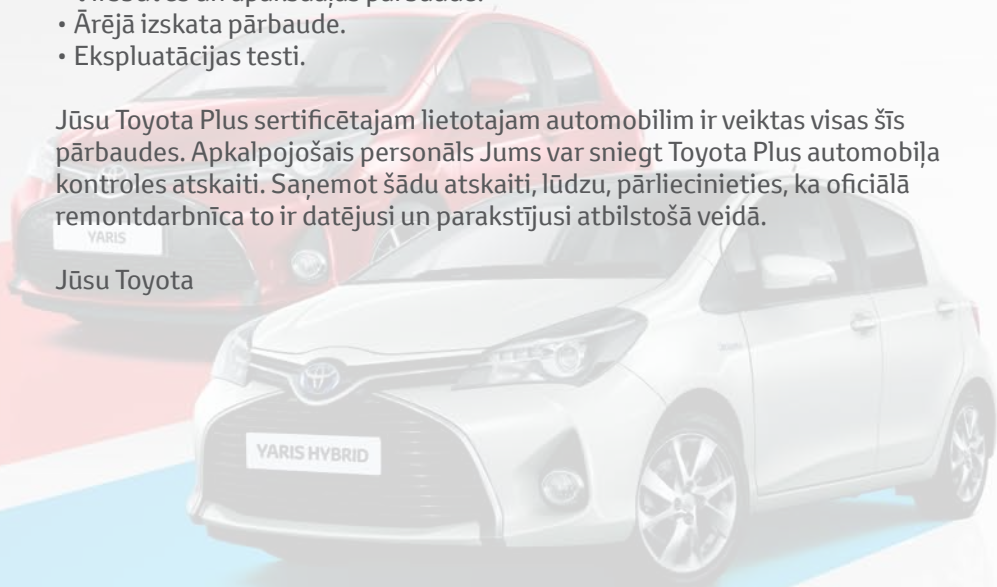 • Ārējā izskata pārbaude.
• Ekspluatācijas testi.
Jūsu Toyota Plus sertificētajam lietotajam automobilim ir veiktas visas šīs
pārbaudes. Apkalpojošais personāls Jums var sniegt Toyota Plus automobiļa
kontroles atskaiti. Saņemot šādu atskaiti, lūdzu, pārliecinieties, ka oficiālā
remontdarbnīca to ir datējusi un parakstījusi atbilstošā veidā.
YARIS
Jūsu Toyota
YARIS HYBRID